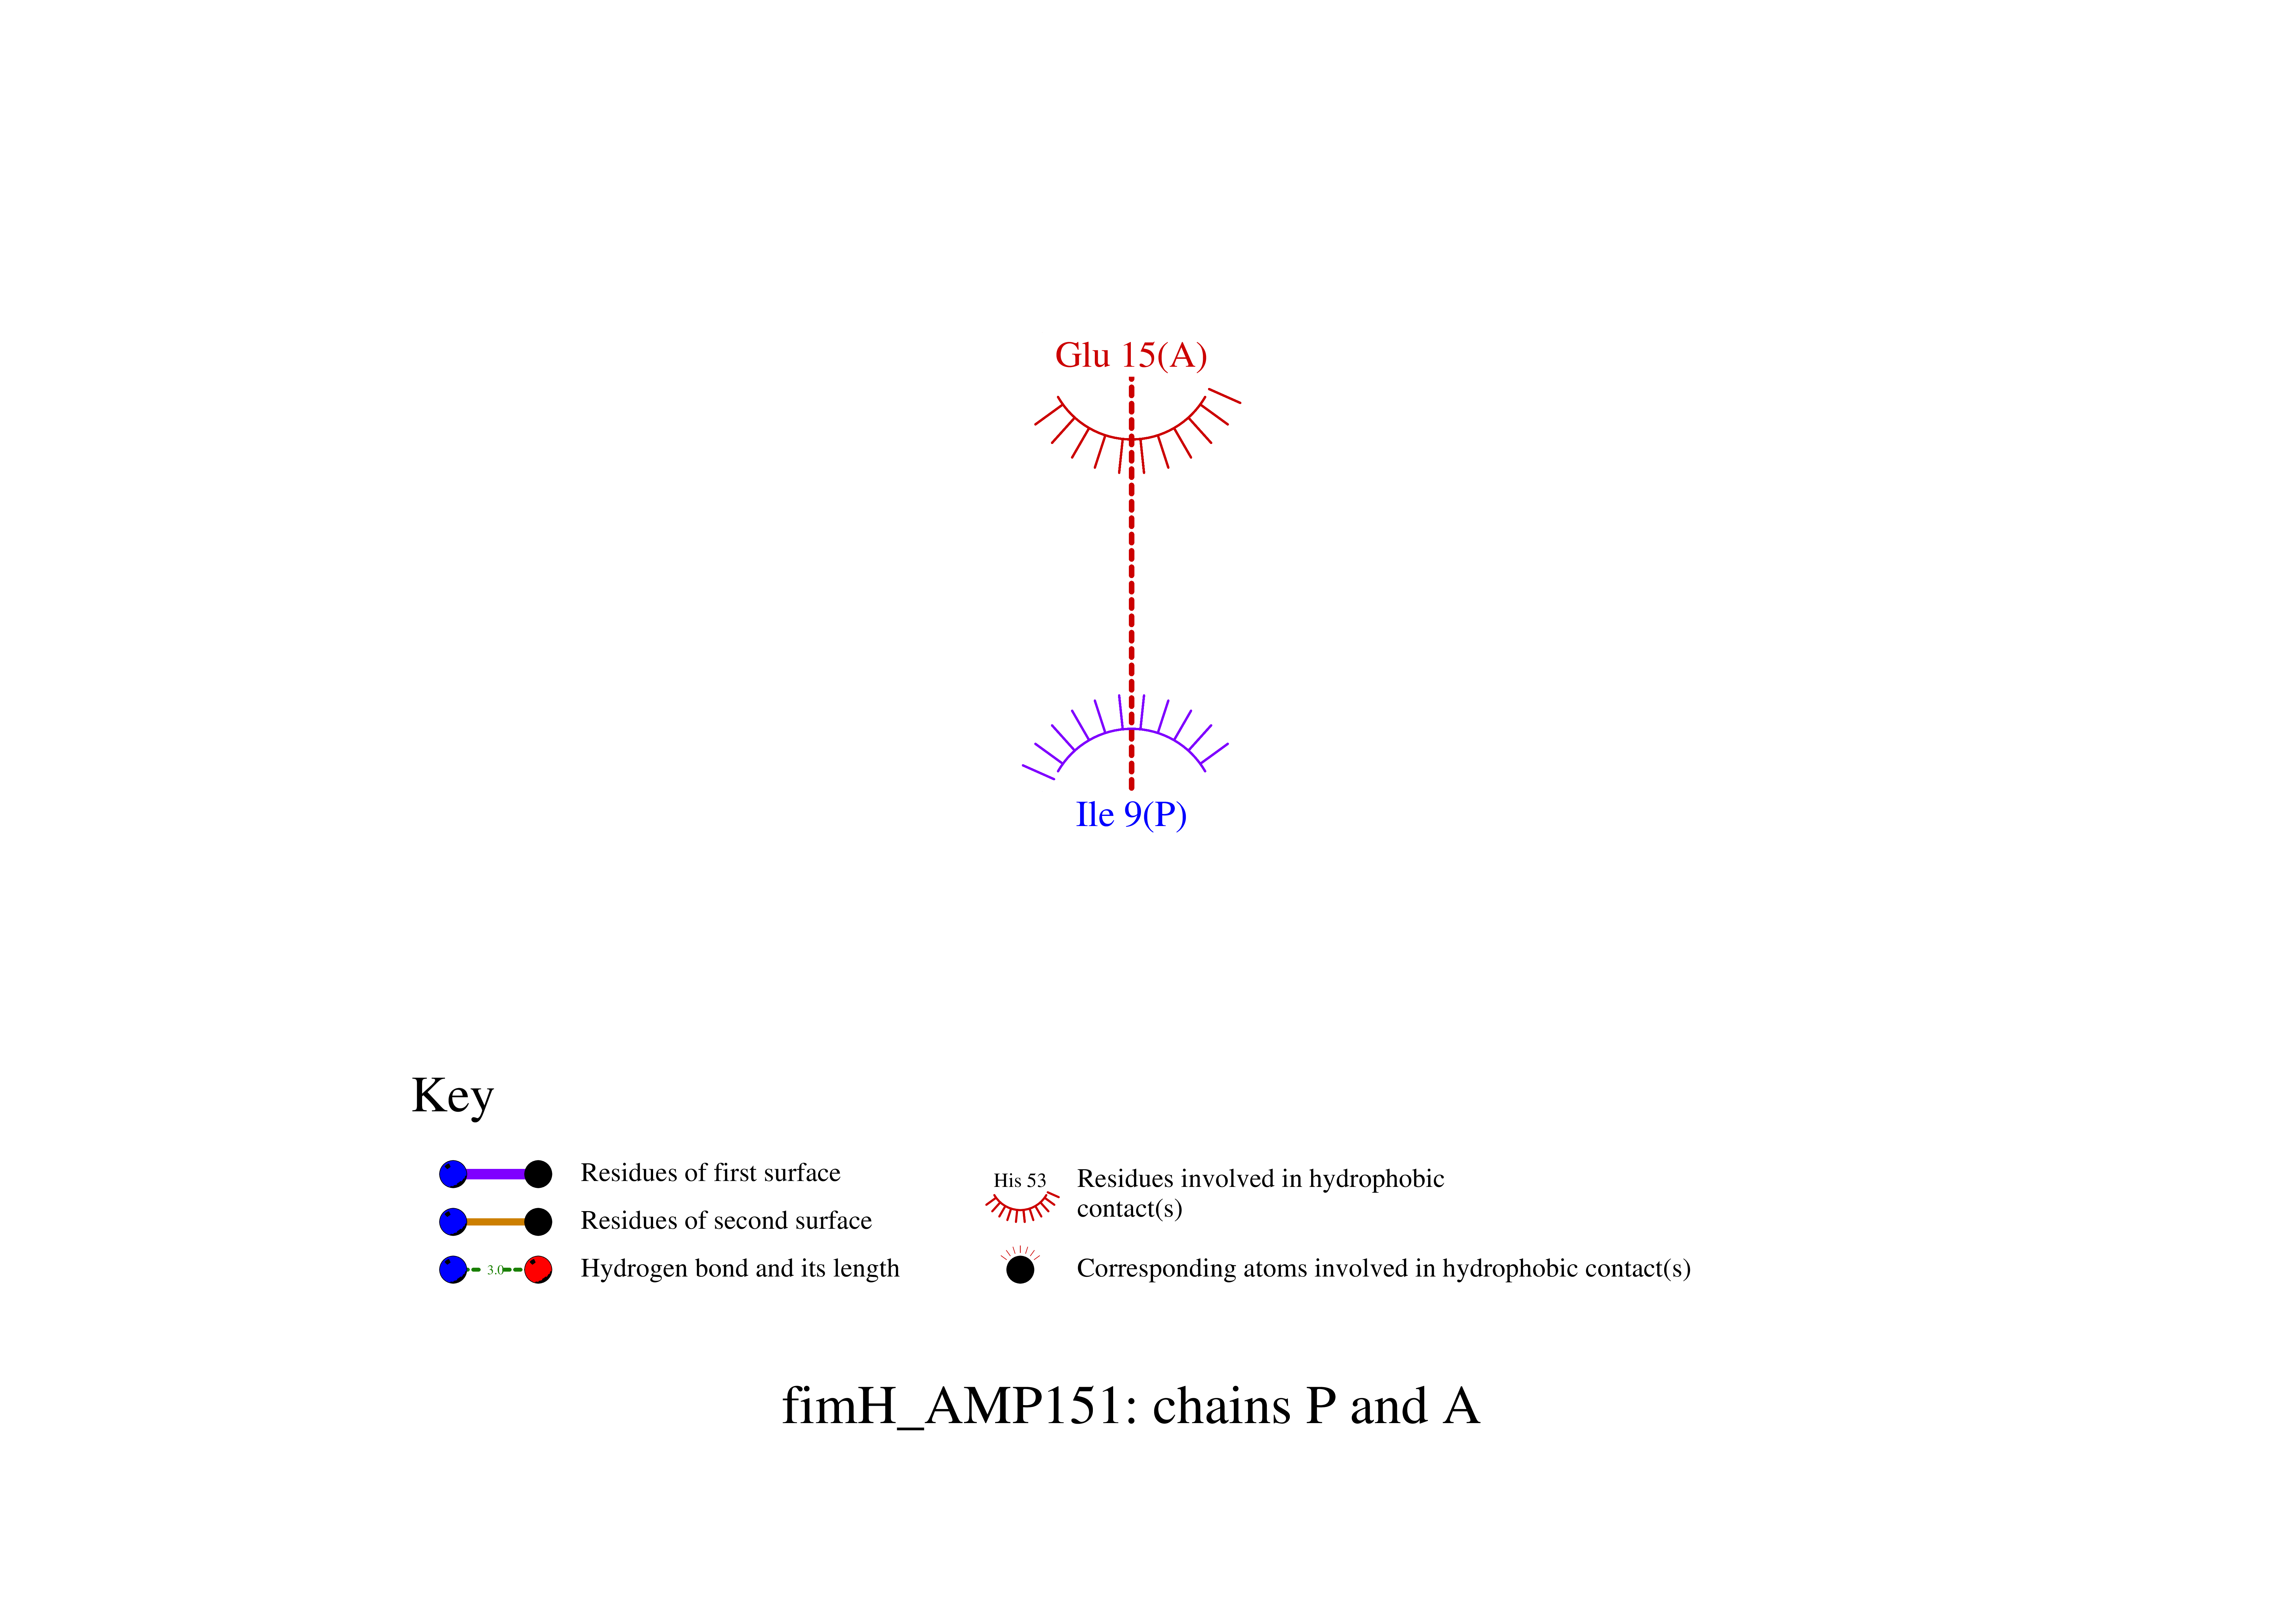 Glu 15(A)
Ile 9(P)
Key
Residues of first surface
Residues of second surface
3.0
Hydrogen bond and its length
His 53
Residues involved in hydrophobic
contact(s)
Corresponding atoms involved in hydrophobic contact(s)
fimH_AMP151: chains P and A